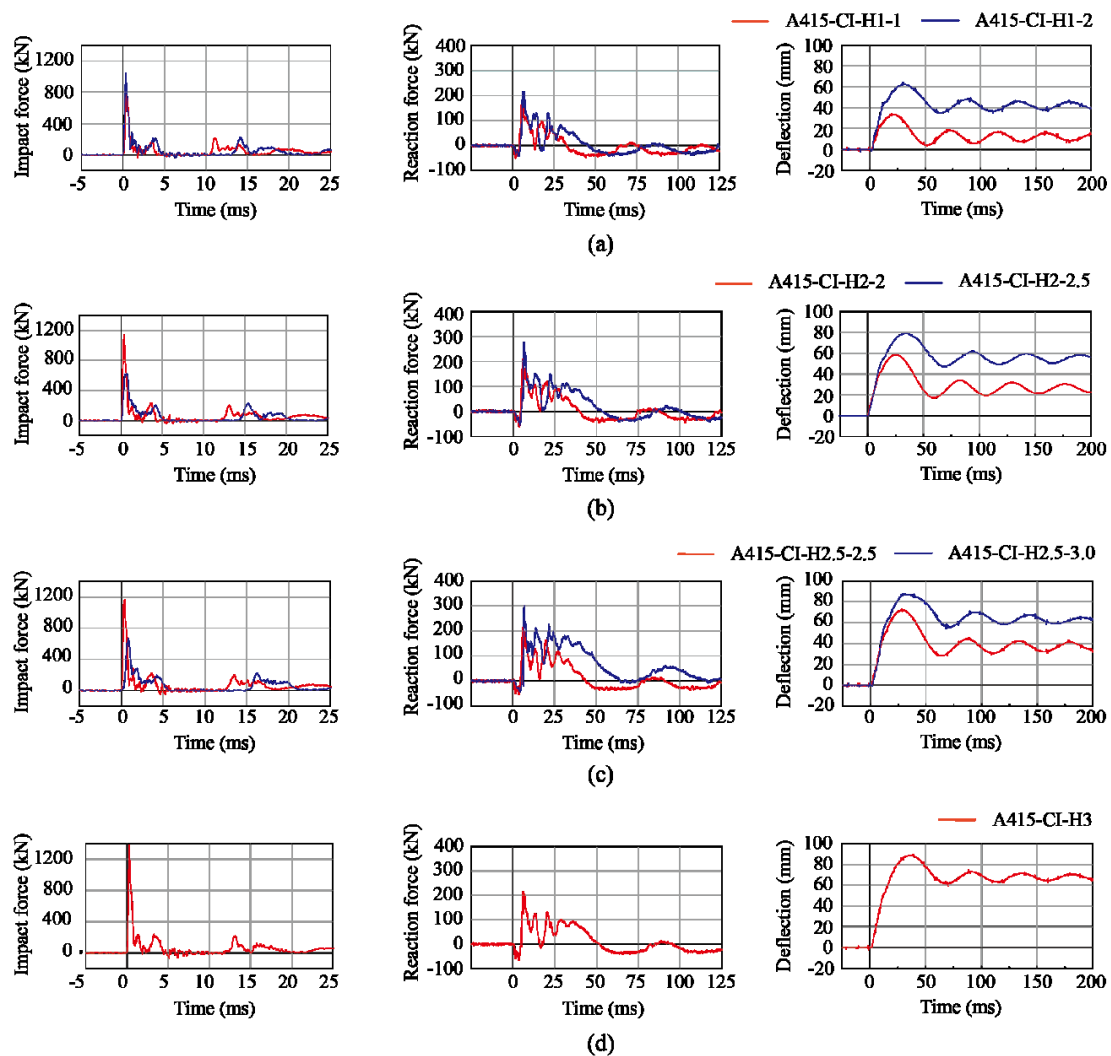 A415-CI-H1-1 A415-CI-H1-2
Impact force (kN)
1200
800
400
0
-5 0 5 10 15 20 25
Time (ms)
Reaction force (kN)
400
300
200
100
0
-100
0 25 50 75 100 125
Time (ms)
Deflection (mm)
100
80
60
40
20
0
-20
0 50 100 150 200
Time (ms)
(a)
A415-CI-H2-2 A415-CI-H2-2.5
Impact force (kN)
1200
800
400
0
-5 0 5 10 15 20 25
Time (ms)
Reaction force (kN)
400
300
200
100
0
-100
0 25 50 75 100 125
Time (ms)
Deflection (mm)
100
80
60
40
20
0
-20
0 50 100 150 200
Time (ms)
(b)
A415-CI-H2.5-2.5 A415-CI-H2.5-3.0
Impact force (kN)
1200
800
400
0
-5 0 5 10 15 20 25
Time (ms)
Reaction force (kN)
400
300
200
100
0
-100
0 25 50 75 100 125
Time (ms)
Deflection (mm)
100
80
60
40
20
0
-20
0 50 100 150 200
Time (ms)
(c)
A415-CI-H3
Impact force (kN)
1200
800
400
0
-5 0 5 10 15 20 25
Time (ms)
Reaction force (kN)
400
300
200
100
0
-100
0 25 50 75 100 125
Time (ms)
Deflection (mm)
100
80
60
40
20
0
-20
0 50 100 150 200
Time (ms)
(d)